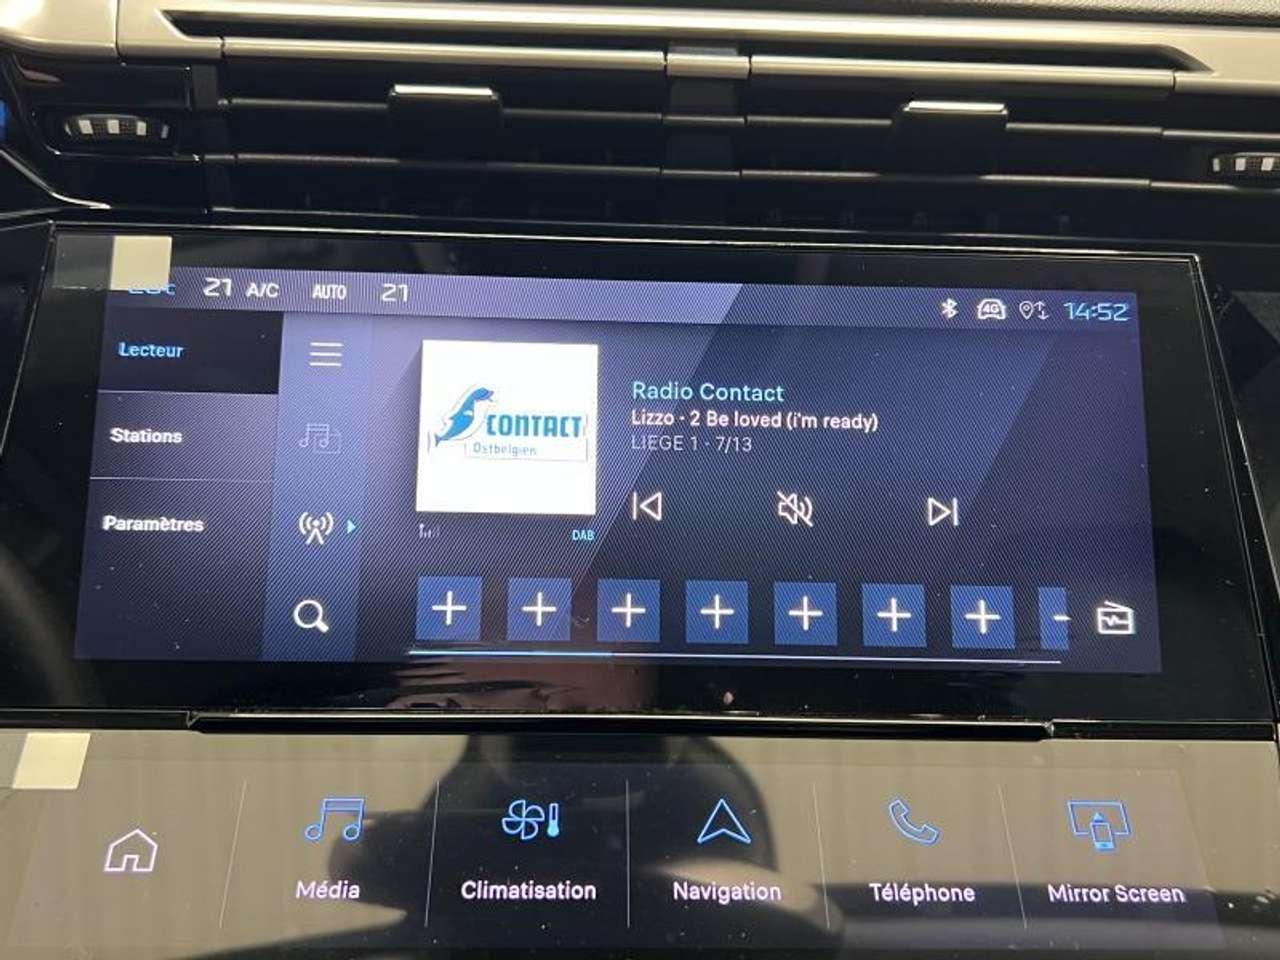 21 A/C AUTO 21
4G 14:52
Lecteur
Stations
Paramètres
CONTACT
Ostbelgien
DAB
Radio Contact
Lizzo - 2 Be loved (i'm ready)
LIEGE 1 - 7/13
Média
Climatisation
Navigation
Téléphone
Mirror Screen